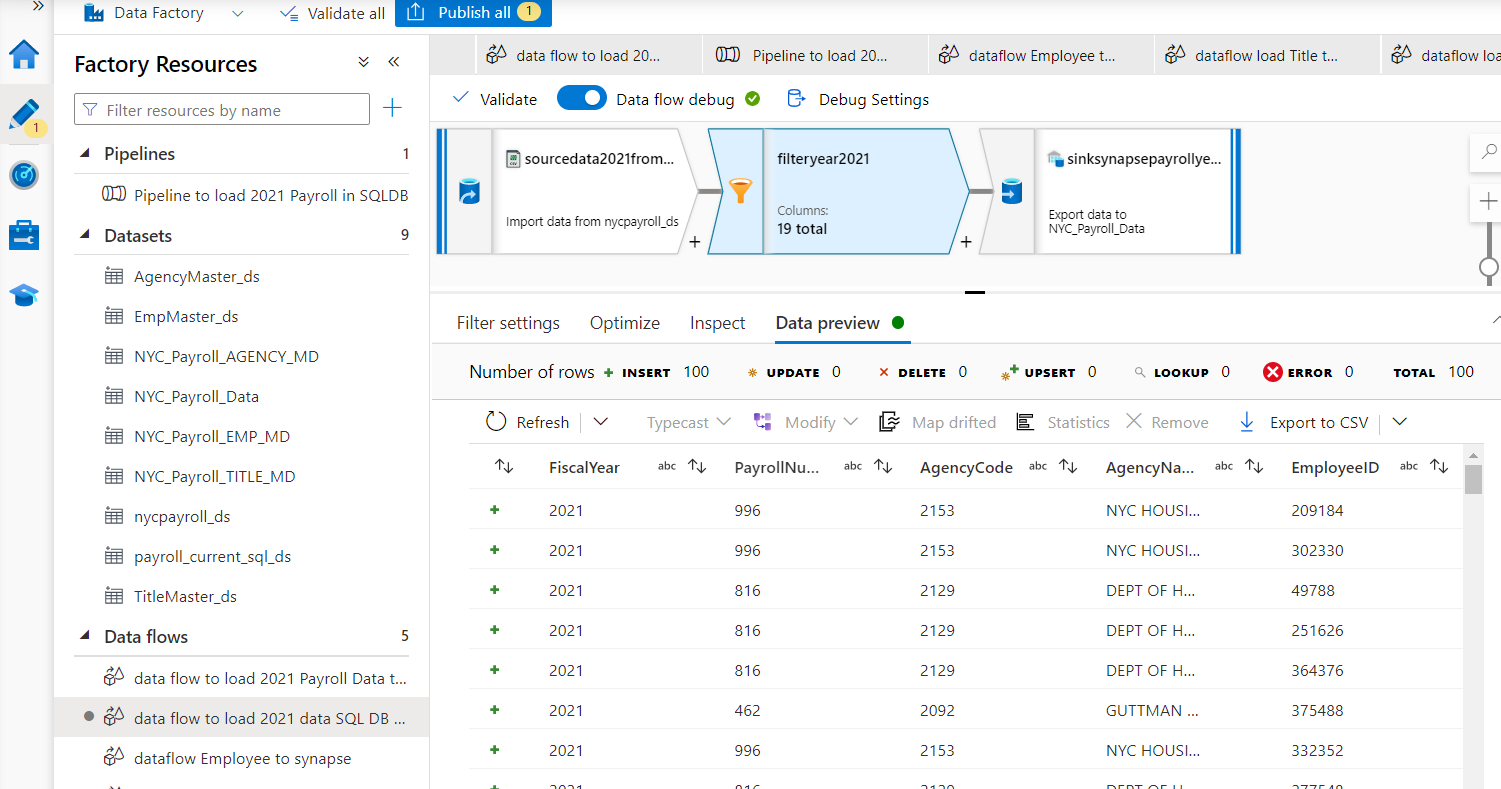 Data Factory
Validate all
Publish all 1
Factory Resources
Filter resources by name
1
Pipelines 1
Pipeline to load 2021 Payroll in SQLDB
Datasets 9
AgencyMaster_ds
EmpMaster_ds
NYC_Payroll_AGENCY_MD
NYC_Payroll_Data
NYC_Payroll_EMP_MD
NYC_Payroll_TITLE_MD
nycpayroll_ds
payroll_current_sql_ds
TitleMaster_ds
Data flows 5
data flow to load 2021 Payroll Data t...
data flow to load 2021 data SQL DB ...
dataflow Employee to synapse
data flow to load 20...
Pipeline to load 20...
dataflow Employee t...
dataflow load Title t...
dataflow loa
Validate
Data flow debug
Debug Settings
sourcedata2021from...
Import data from nycpayroll_ds
+
filteryear2021
Columns:
19 total
+
sinksynapsepayrollye...
Export data to
NYC_Payroll_Data
Filter settings
Optimize
Inspect
Data preview
Number of rows + INSERT 100 UPDATE 0 DELETE 0 UPSERT 0 LOOKUP 0 ERROR 0 TOTAL 100
Refresh
Typecast
Modify
Map drifted
Statistics
Remove
Export to CSV
FiscalYear abc PayrollNu... abc AgencyCode abc AgencyNa... abc EmployeeID abc
+ 2021 996 2153 NYC HOUSI... 209184
+ 2021 996 2153 NYC HOUSI... 302330
+ 2021 816 2129 DEPT OF H... 49788
+ 2021 816 2129 DEPT OF H... 251626
+ 2021 816 2129 DEPT OF H... 364376
+ 2021 462 2092 GUTTMAN ... 375488
+ 2021 996 2153 NYC HOUSI... 332352